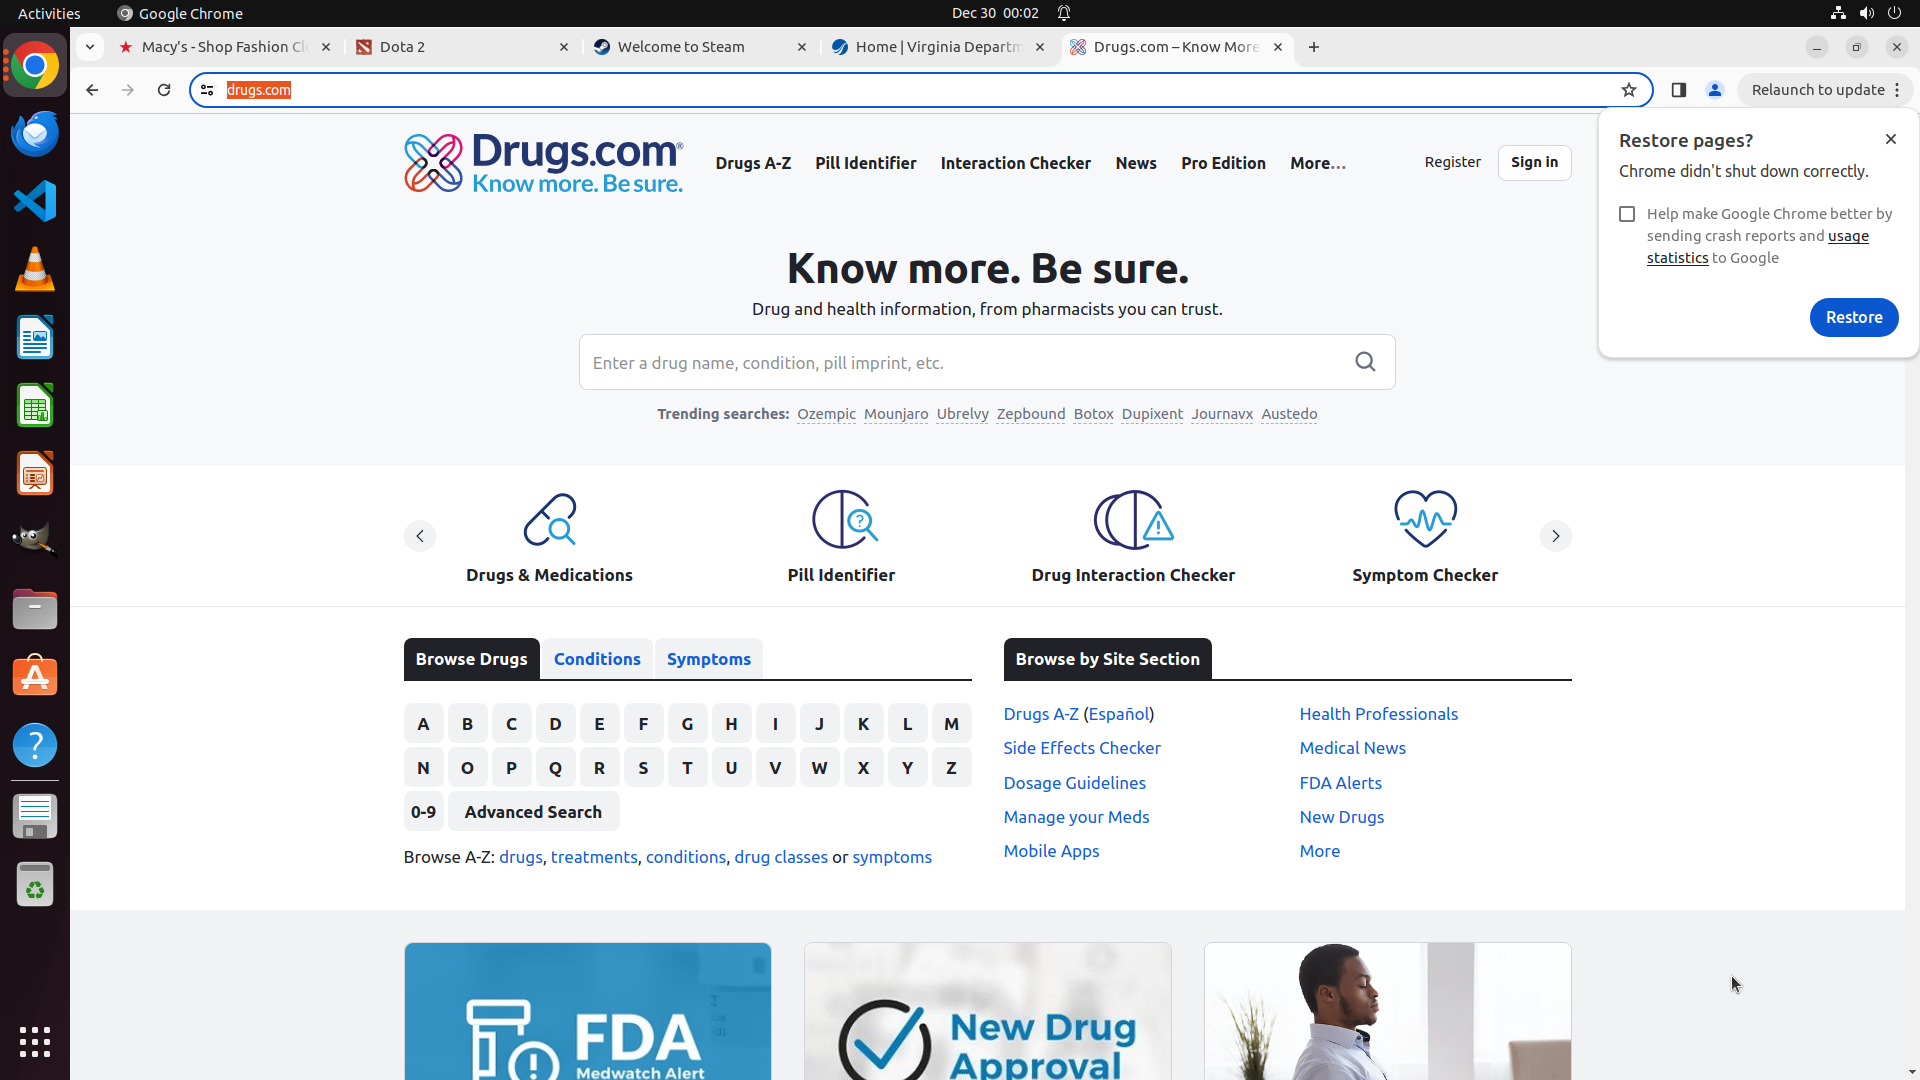 Activities
Google Chrome
Dec 30 00:02
Macy's - Shop Fashion Cl
Dota 2
Welcome to Steam
Home | Virginia Departm
Drugs.com – Know More
drugs.com
Relaunch to update
Restore pages?
Chrome didn't shut down correctly.
Help make Google Chrome better by
sending crash reports and usage
statistics to Google
Restore
Drugs.com®
Know more. Be sure.
Drugs A-Z
Pill Identifier
Interaction Checker
News
Pro Edition
More...
Register
Sign in
Know more. Be sure.
Drug and health information, from pharmacists you can trust.
Enter a drug name, condition, pill imprint, etc.
Trending searches: Ozempic Mounjaro Ubrelvy Zepbound Botox Dupixent Journavx Austedo
Drugs & Medications
Pill Identifier
Drug Interaction Checker
Symptom Checker
Browse Drugs
Conditions
Symptoms
A B C D E F G H I J K L M
N O P Q R S T U V W X Y Z
0-9 Advanced Search
Browse A-Z: drugs, treatments, conditions, drug classes or symptoms
Browse by Site Section
Drugs A-Z (Español)
Side Effects Checker
Dosage Guidelines
Manage your Meds
Mobile Apps
Health Professionals
Medical News
FDA Alerts
New Drugs
More
FDA
Medwatch Alert
New Drug
Approval